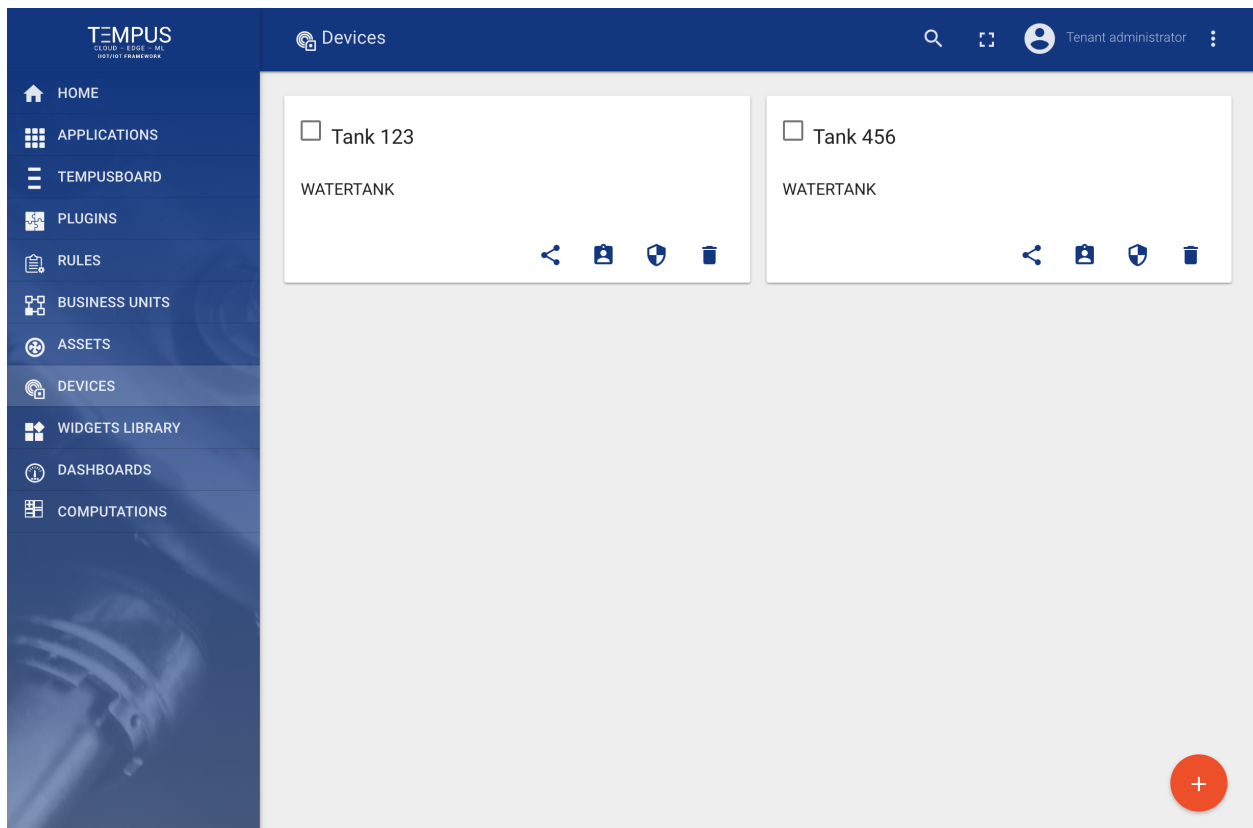 TEMPUS
CLOUD - EDGE - ML
IIOT/IOT FRAMEWORK
Devices
Tenant administrator
HOME
APPLICATIONS
TEMPUSBOARD
PLUGINS
RULES
BUSINESS UNITS
ASSETS
DEVICES
WIDGETS LIBRARY
DASHBOARDS
COMPUTATIONS
Tank 123
WATERTANK
Tank 456
WATERTANK